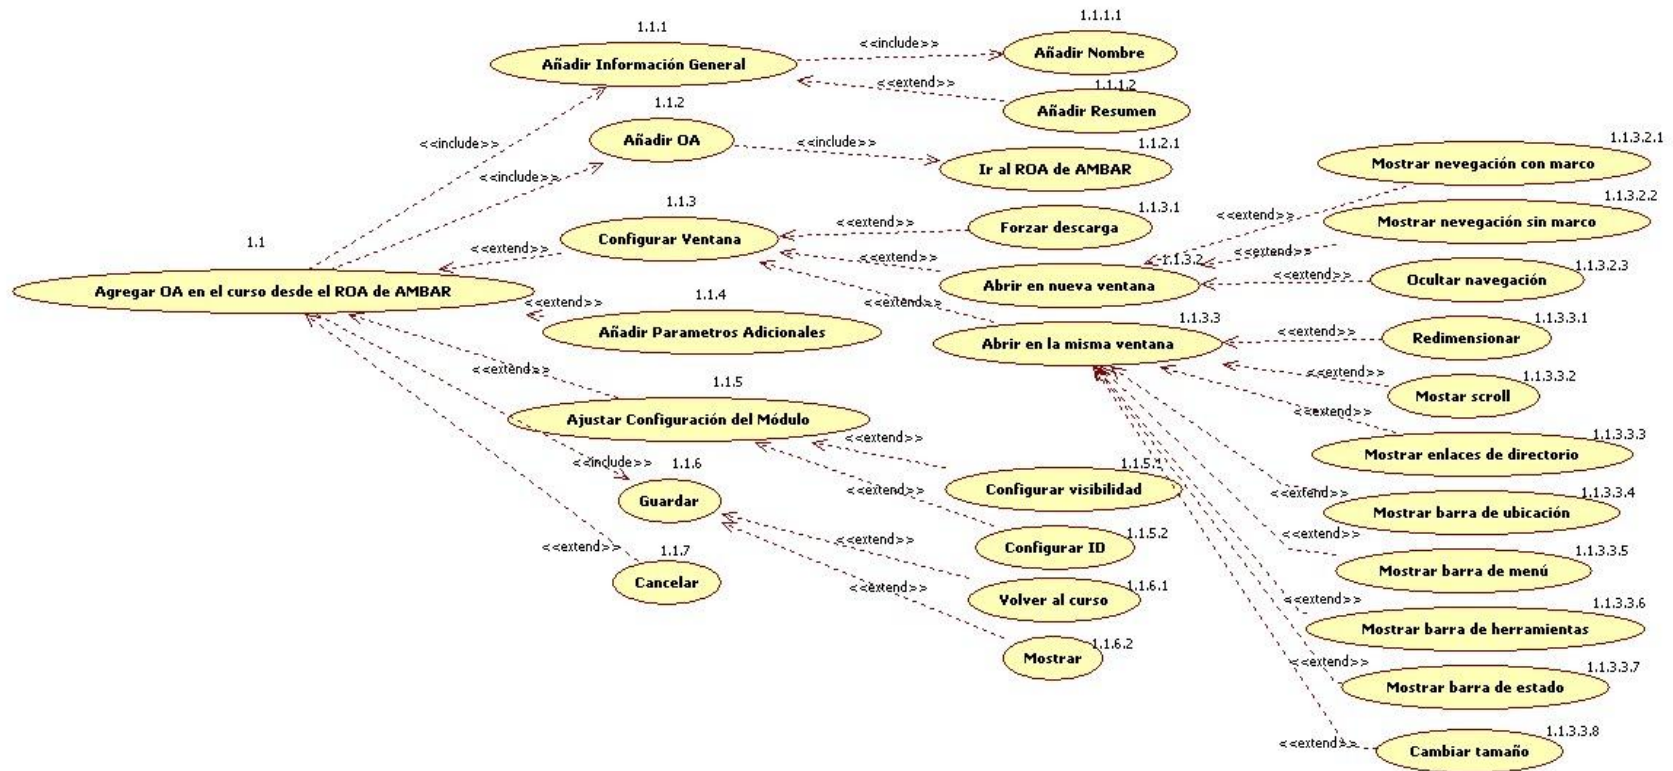 1.1
Agregar OA en el curso desde el ROA de AMBAR
<<include>>
1.1.1
Añadir Información General
<<include>>
1.1.1.1
Añadir Nombre
<<extend>>
1.1.1.2
Añadir Resumen
<<include>>
1.1.2
Añadir OA
<<include>>
1.1.2.1
Ir al ROA de AMBAR
<<extend>>
1.1.3
Configurar Ventana
<<extend>>
1.1.3.1
Forzar descarga
<<extend>>
1.1.3.2
Abrir en nueva ventana
<<extend>>
1.1.3.2.1
Mostrar nevegación con marco
<<extend>>
1.1.3.2.2
Mostrar nevegación sin marco
<<extend>>
1.1.3.2.3
Ocultar navegación
<<extend>>
1.1.3.3
Abrir en la misma ventana
<<extend>>
1.1.3.3.1
Redimensionar
<<extend>>
1.1.3.3.2
Mostar scroll
<<extend>>
1.1.3.3.3
Mostrar enlaces de directorio
<<extend>>
1.1.3.3.4
Mostrar barra de ubicación
<<extend>>
1.1.3.3.5
Mostrar barra de menú
<<extend>>
1.1.3.3.6
Mostrar barra de herramientas
<<extend>>
1.1.3.3.7
Mostrar barra de estado
<<extend>>
1.1.3.3.8
Cambiar tamaño
<<extend>>
1.1.4
Añadir Parametros Adicionales
<<extend>>
1.1.5
Ajustar Configuración del Módulo
<<extend>>
1.1.5.1
Configurar visibilidad
<<extend>>
1.1.5.2
Configurar ID
<<include>>
1.1.6
Guardar
<<extend>>
1.1.6.1
Volver al curso
<<extend>>
1.1.6.2
Mostrar
<<extend>>
1.1.7
Cancelar